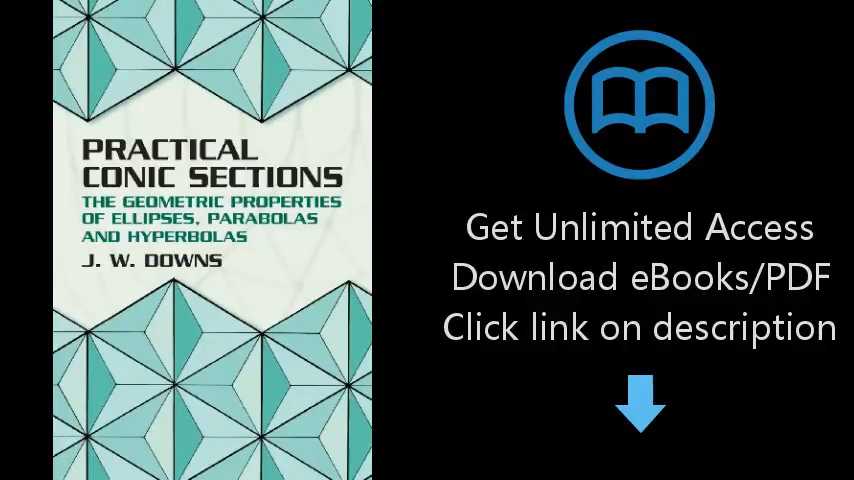 PRACTICAL
CONIC SECTIONS
THE GEOMETRIC PROPERTIES
OF ELLIPSES, PARABOLAS
AND HYPERBOLAS
J. W. DOWNS
Get Unlimited Access
Download eBooks/PDF
Click link on description